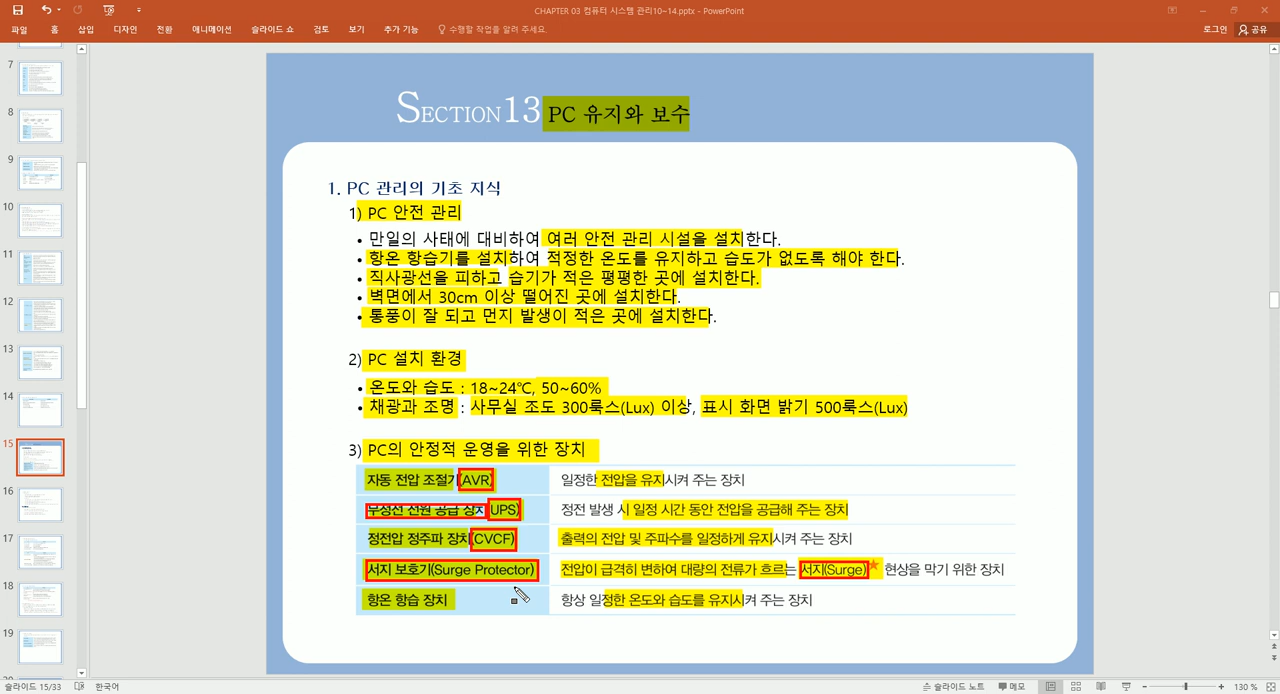 CHAPTER 03 컴퓨터 시스템 관리10~14.pptx - PowerPoint
파일 홈 삽입 디자인 전환 애니메이션 슬라이드 쇼 검토 보기 추가 기능 수행할 작업을 알려 주세요. 로그인 공유
7
8
9
10
11
12
13
14
15
16
17
18
19
SECTION13 PC 유지와 보수
1. PC 관리의 기초 지식
1) PC 안전 관리
• 만일의 사태에 대비하여 여러 안전 관리 시설을 설치한다.
• 항온 항습기를 설치하여 적정한 온도를 유지하고 습도가 없도록 해야 한다.
• 직사광선을 피하고 습기가 적은 평평한 곳에 설치한다.
• 벽면에서 30cm 이상 떨어진 곳에 설치한다.
• 통풍이 잘 되고 먼지 발생이 적은 곳에 설치한다.
2) PC 설치 환경
• 온도와 습도 : 18~24℃, 50~60%
• 채광과 조명 : 사무실 조도 300룩스(Lux) 이상, 표시 화면 밝기 500룩스(Lux)
3) PC의 안정적 운영을 위한 장치
자동 전압 조절기(AVR) 일정한 전압을 유지시켜 주는 장치
무정전 전원 공급 장치(UPS) 정전 발생 시 일정 시간 동안 전압을 공급해 주는 장치
정전압 정주파 장치(CVCF) 출력의 전압 및 주파수를 일정하게 유지시켜 주는 장치
서지 보호기(Surge Protector) 전압이 급격히 변하여 대량의 전류가 흐르는 서지(Surge)★ 현상을 막기 위한 장치
항온 항습 장치 항상 일정한 온도와 습도를 유지시켜 주는 장치
슬라이드 15/33 한국어 슬라이드 노트 메모 130 %